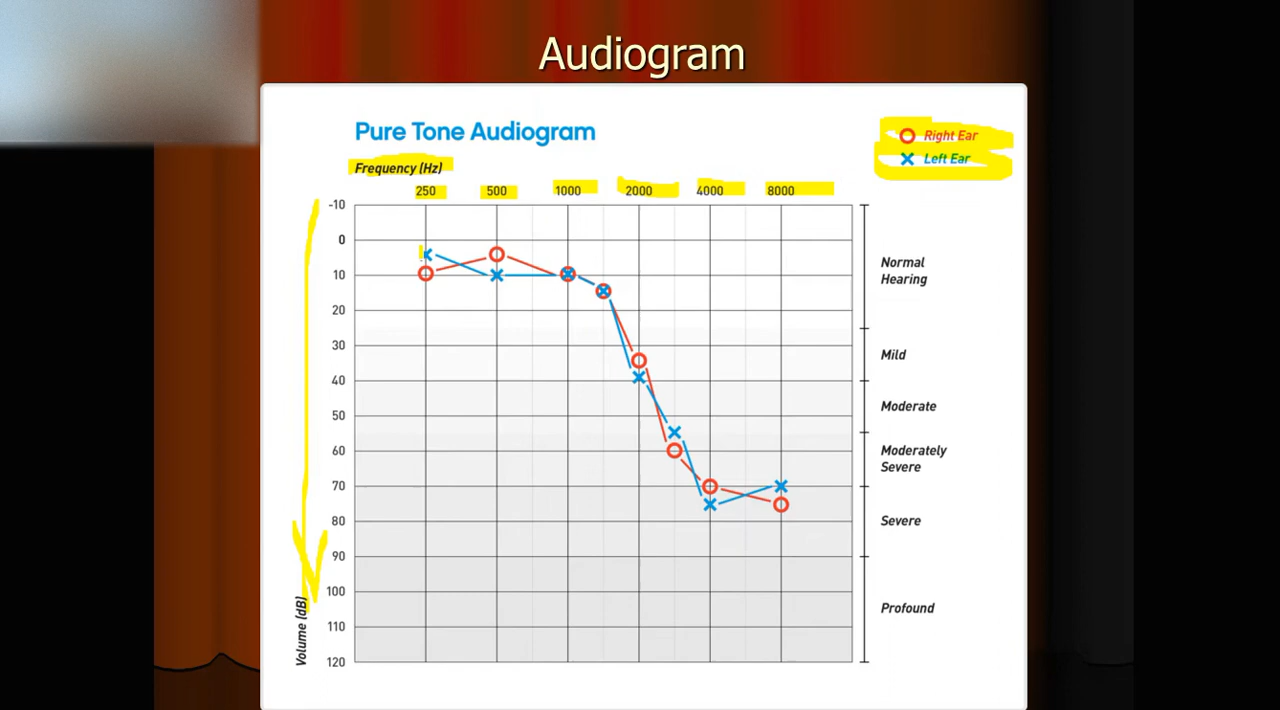 Audiogram
Pure Tone Audiogram
Right Ear
Left Ear
Frequency (Hz)
250 500 1000 2000 4000 8000
-10
0
10
20
30
40
50
60
70
80
90
100
110
120
Volume (dB)
Normal
Hearing
Mild
Moderate
Moderately
Severe
Severe
Profound